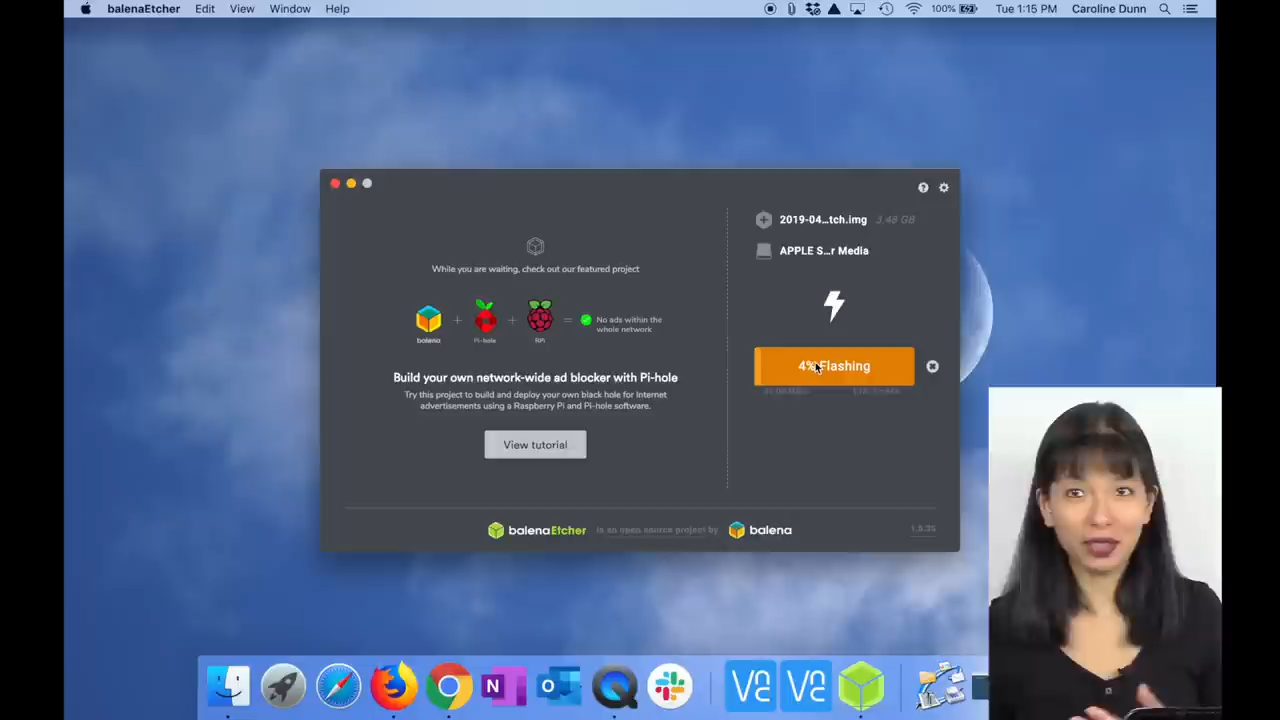 balenaEtcher Edit View Window Help 100% Tue 1:15 PM Caroline Dunn
2019-04...tch.img 3.48 GB
APPLE S...r Media
While you are waiting, check out our featured project
No ads within the
whole network
balena + Pi-hole + RPi =
4% Flashing
Build your own network-wide ad blocker with Pi-hole
Try this project to build and deploy your own black hole for Internet
advertisements using a Raspberry Pi and Pi-hole software.
View tutorial
balenaEtcher is an open source project by balena
N
O